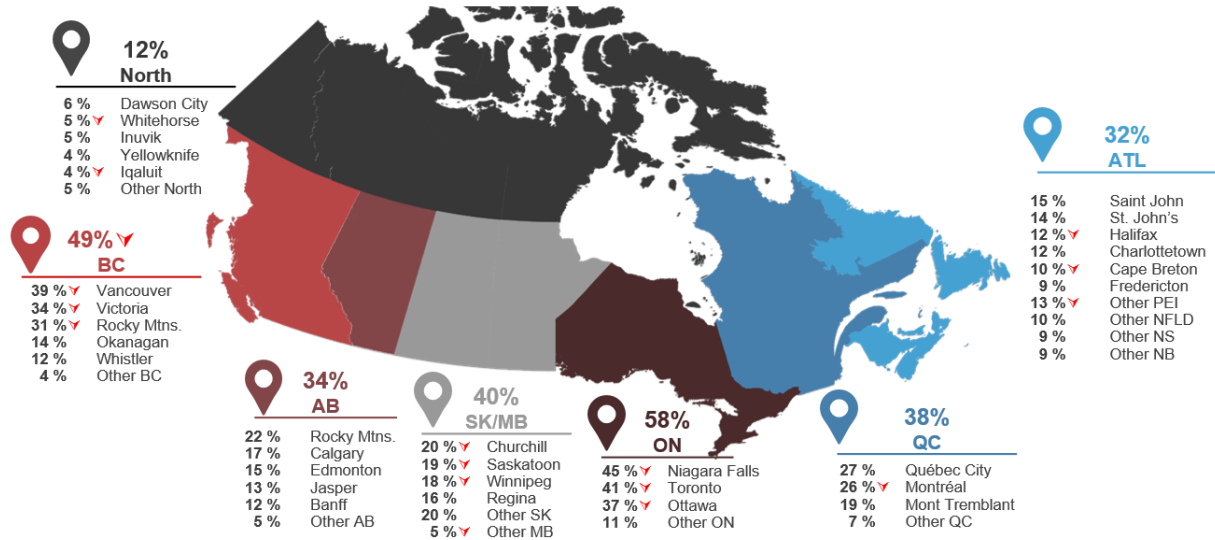 12%
North
6 % Dawson City
5 % Whitehorse
5 % Inuvik
4 % Yellowknife
4 % Iqaluit
5 % Other North
49%
BC
39 % Vancouver
34 % Victoria
31 % Rocky Mtns.
14 % Okanagan
12 % Whistler
4 % Other BC
34%
AB
22 % Rocky Mtns.
17 % Calgary
15 % Edmonton
13 % Jasper
12 % Banff
5 % Other AB
40%
SK/MB
20 % Churchill
19 % Saskatoon
18 % Winnipeg
16 % Regina
20 % Other SK
5 % Other MB
58%
ON
45 % Niagara Falls
41 % Toronto
37 % Ottawa
11 % Other ON
38%
QC
27 % Québec City
26 % Montréal
19 % Mont Tremblant
7 % Other QC
32%
ATL
15 % Saint John
14 % St. John’s
12 % Halifax
12 % Charlottetown
10 % Cape Breton
9 % Fredericton
13 % Other PEI
10 % Other NFLD
9 % Other NS
9 % Other NB